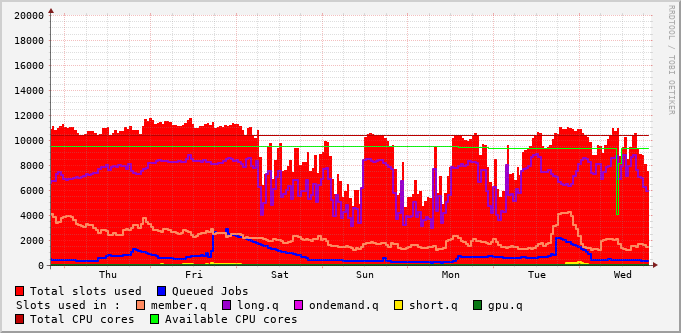 RRDTOOL / TOBI OETIKER
20000
18000
16000
14000
12000
10000
8000
6000
4000
2000
0
Thu Fri Sat Sun Mon Tue Wed
Total slots used Queued Jobs
Slots used in : member.q long.q ondemand.q short.q gpu.q
Total CPU cores Available CPU cores